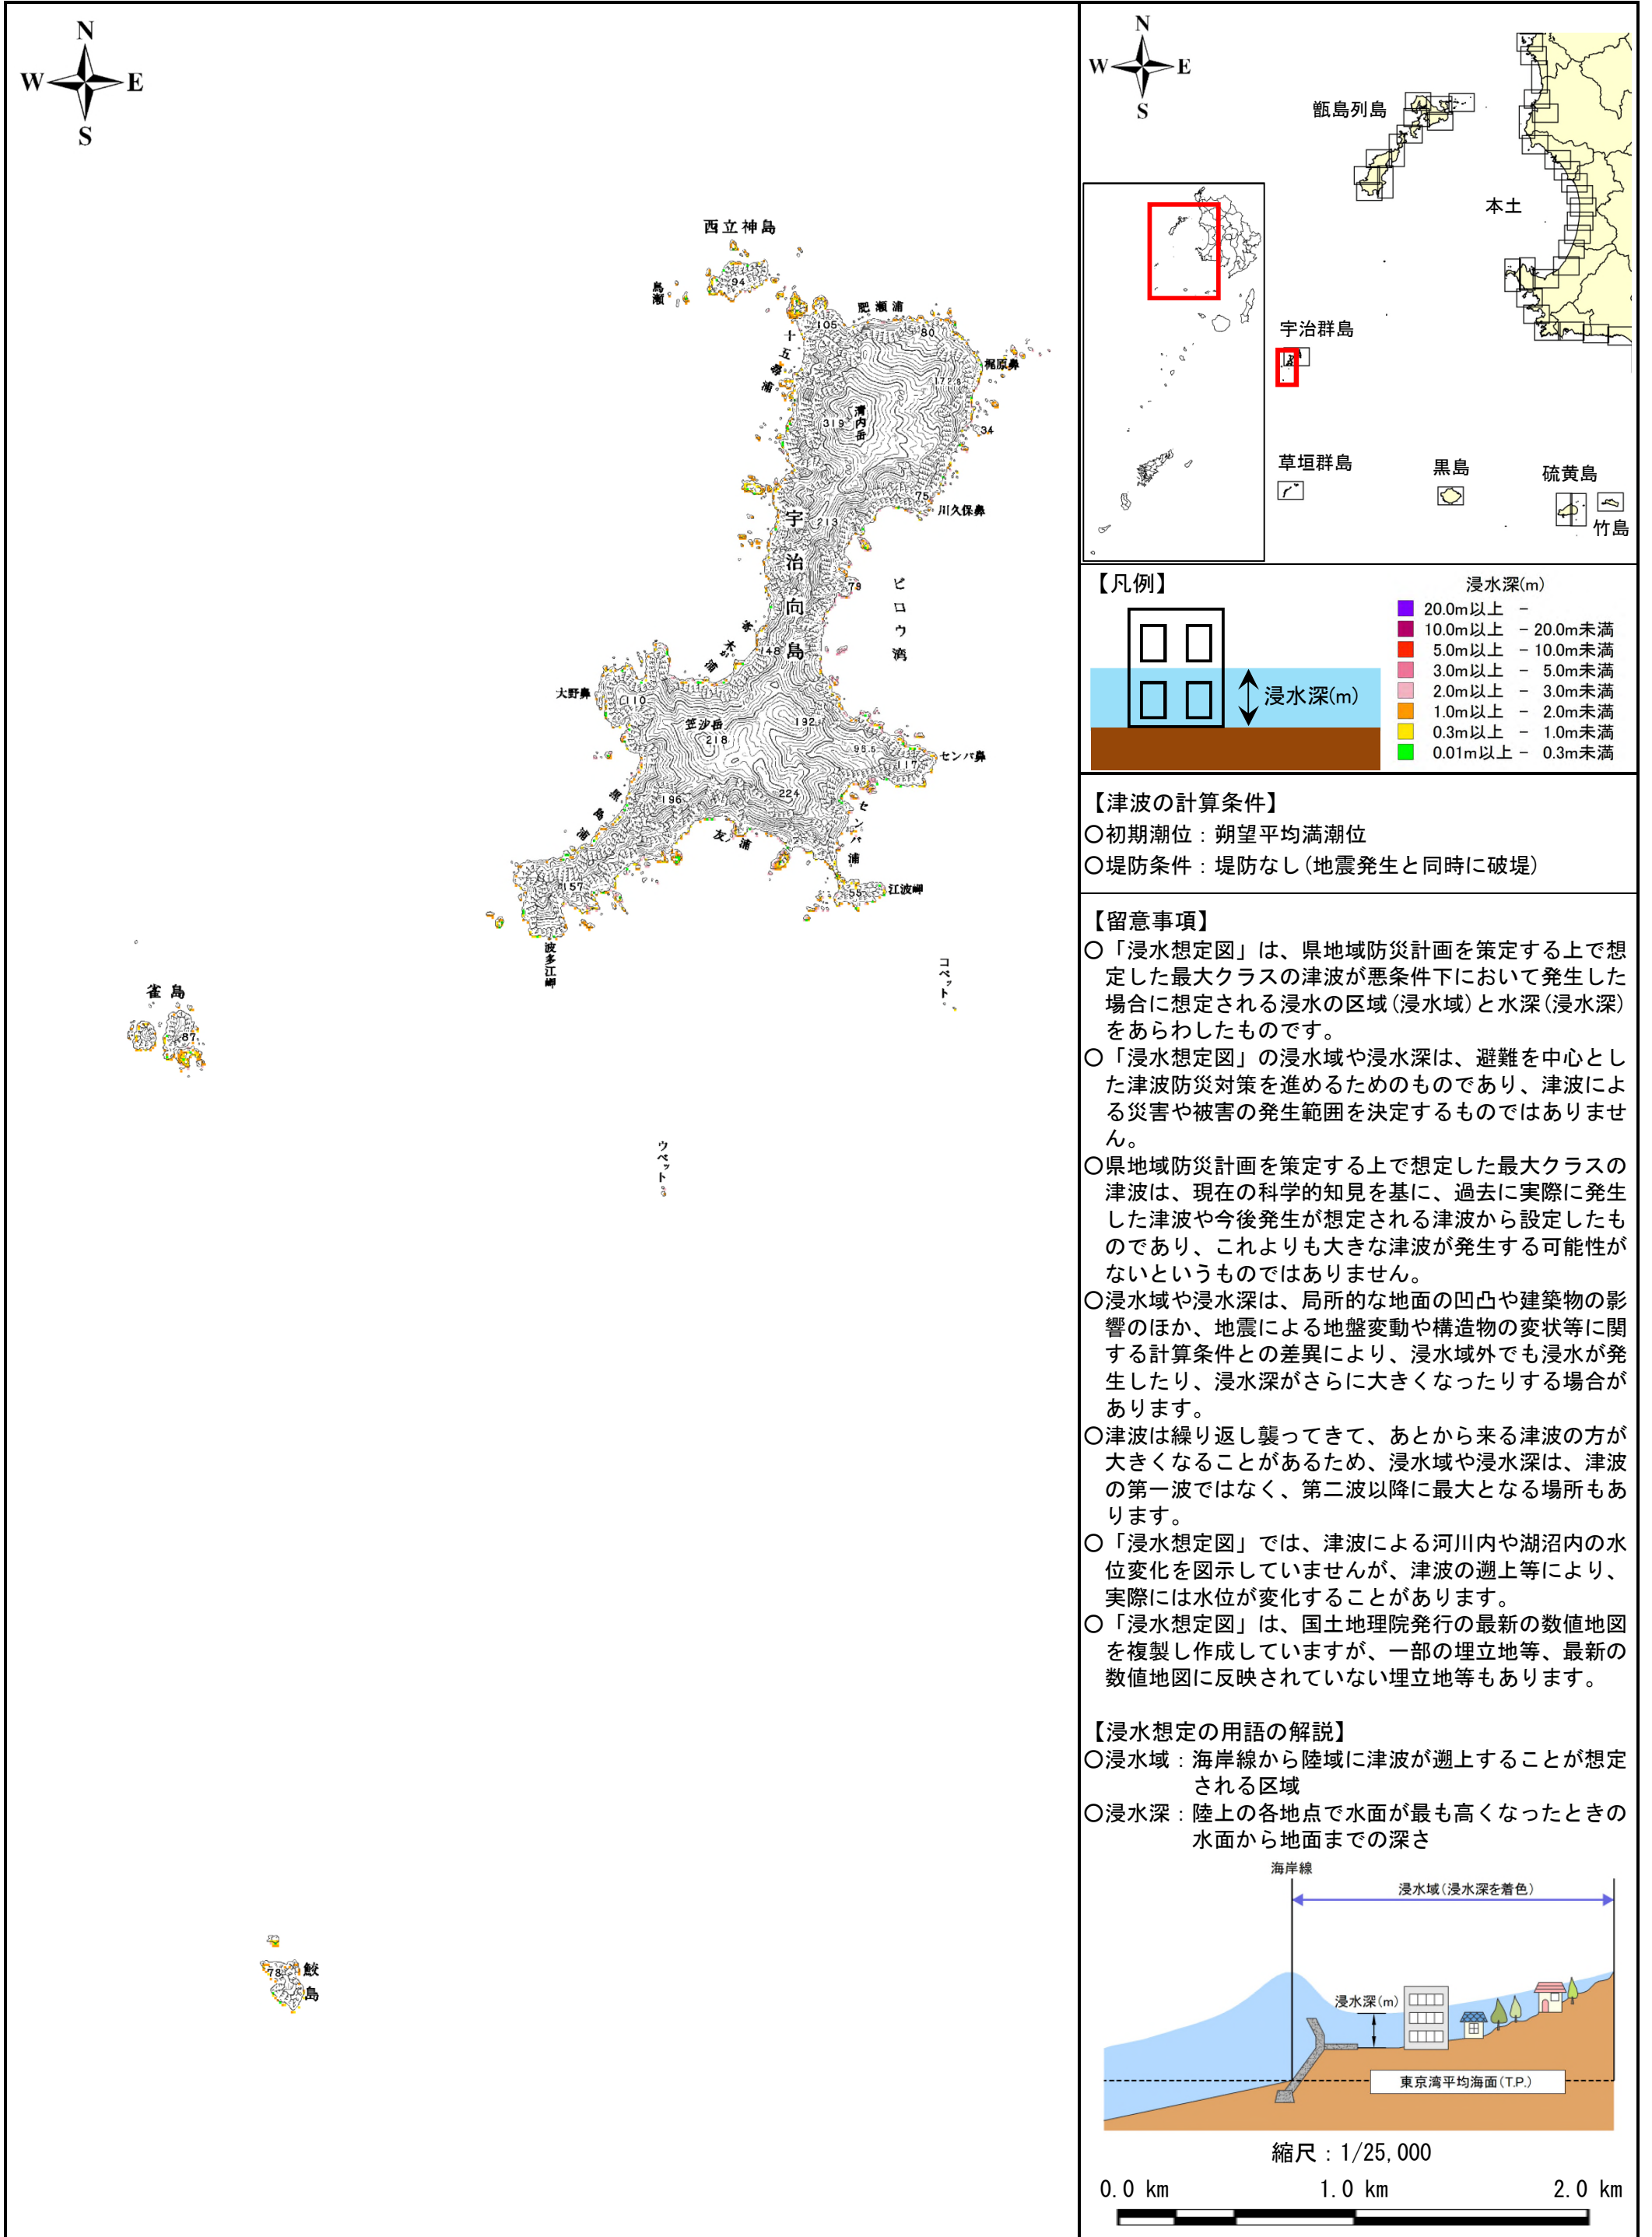 N
W
E
S
西立神島
鳥瀬
94
105
肥瀬浦
80
十五尋浦
梶原鼻
172.8
319
灣内岳
34
75
川久保鼻
213
宇治向島
79
ビロウ湾
148
大野鼻
110
笠沙岳
218
192
95.5
センバ鼻
117
224
196
黒島浦
友ノ浦
センバ浦
157
55
江波岬
波多江岬
コペット
雀島
87
ウペット
78
鮫島
N
W
E
S
甑島列島
本土
宇治群島
草垣群島
黒島
硫黄島
竹島
【凡例】
浸水深(m)
浸水深(m)
20.0m以上 -
10.0m以上 - 20.0m未満
5.0m以上 - 10.0m未満
3.0m以上 - 5.0m未満
2.0m以上 - 3.0m未満
1.0m以上 - 2.0m未満
0.3m以上 - 1.0m未満
0.01m以上 - 0.3m未満
【津波の計算条件】
○初期潮位：朔望平均満潮位
○堤防条件：堤防なし(地震発生と同時に破堤)
【留意事項】
○「浸水想定図」は、県地域防災計画を策定する上で想
定した最大クラスの津波が悪条件下において発生した
場合に想定される浸水の区域(浸水域)と水深(浸水深)
をあらわしたものです。
○「浸水想定図」の浸水域や浸水深は、避難を中心とし
た津波防災対策を進めるためのものであり、津波によ
る災害や被害の発生範囲を決定するものではありませ
ん。
○県地域防災計画を策定する上で想定した最大クラスの
津波は、現在の科学的知見を基に、過去に実際に発生
した津波や今後発生が想定される津波から設定したも
のであり、これよりも大きな津波が発生する可能性が
ないというものではありません。
○浸水域や浸水深は、局所的な地面の凹凸や建築物の影
響のほか、地震による地盤変動や構造物の変状等に関
する計算条件との差異により、浸水域外でも浸水が発
生したり、浸水深がさらに大きくなったりする場合が
あります。
○津波は繰り返し襲ってきて、あとから来る津波の方が
大きくなることがあるため、浸水域や浸水深は、津波
の第一波ではなく、第二波以降に最大となる場所もあ
ります。
○「浸水想定図」では、津波による河川内や湖沼内の水
位変化を図示していませんが、津波の遡上等により、
実際には水位が変化することがあります。
○「浸水想定図」は、国土地理院発行の最新の数値地図
を複製し作成していますが、一部の埋立地等、最新の
数値地図に反映されていない埋立地等もあります。
【浸水想定の用語の解説】
○浸水域：海岸線から陸域に津波が遡上することが想定
される区域
○浸水深：陸上の各地点で水面が最も高くなったときの
水面から地面までの深さ
海岸線
浸水域(浸水深を着色)
浸水深(m)
東京湾平均海面(T.P.)
縮尺：1/25,000
0.0 km 1.0 km 2.0 km